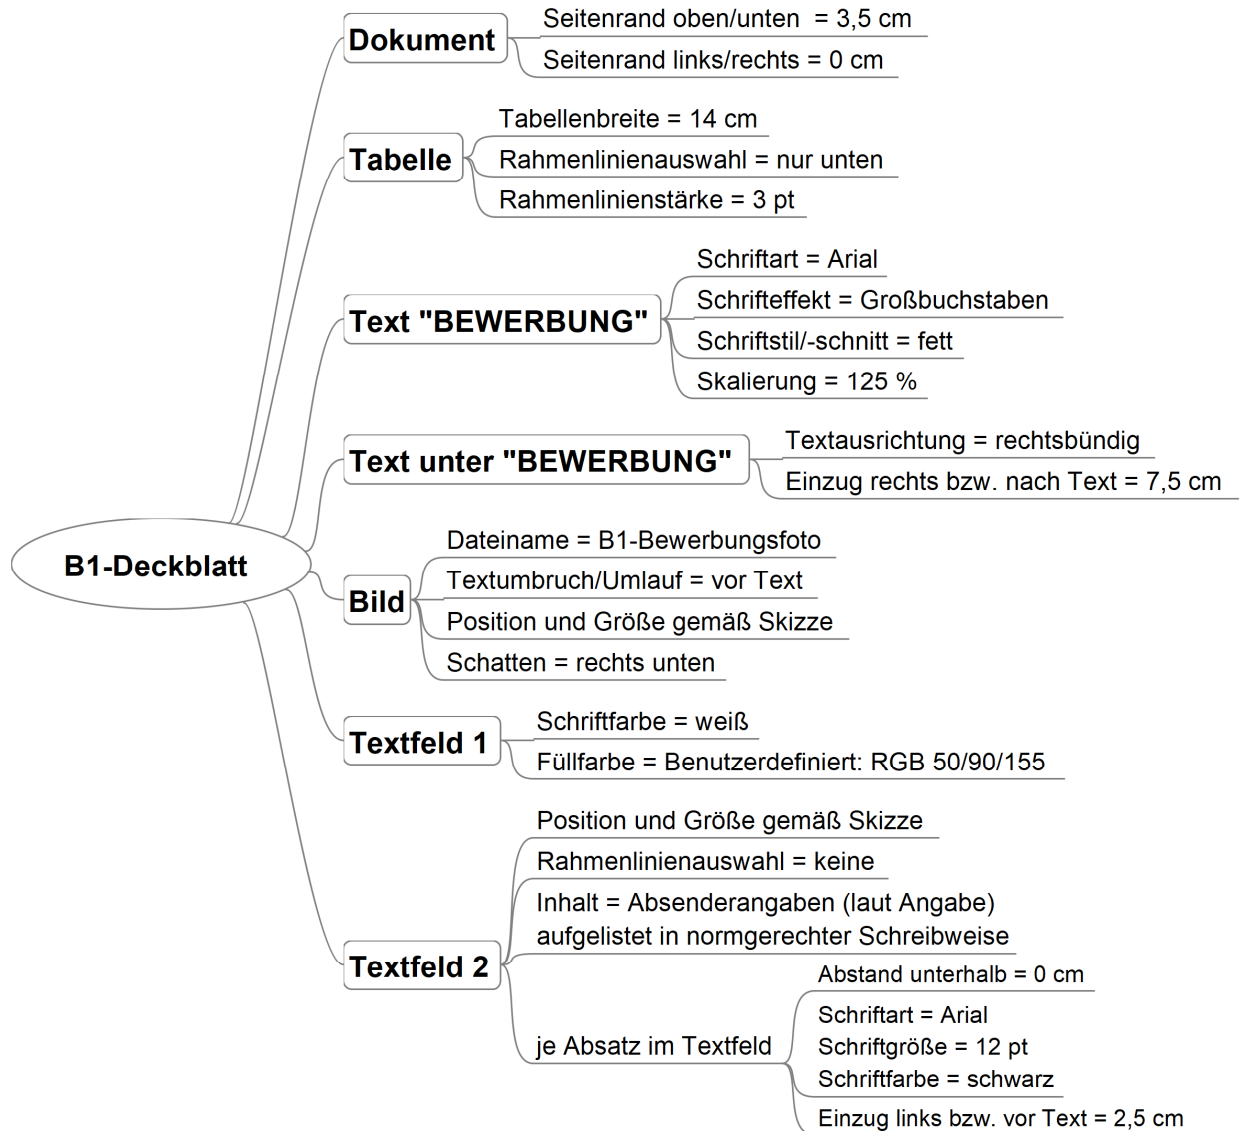 B1-Deckblatt
Dokument
Seitenrand oben/unten  = 3,5 cm
Seitenrand links/rechts = 0 cm
Tabelle
Tabellenbreite = 14 cm
Rahmenlinienauswahl = nur unten
Rahmenlinienstärke = 3 pt
Text "BEWERBUNG"
Schriftart = Arial
Schrifteffekt = Großbuchstaben
Schriftstil/-schnitt = fett
Skalierung = 125 %
Text unter "BEWERBUNG"
Textausrichtung = rechtsbündig
Einzug rechts bzw. nach Text = 7,5 cm
Bild
Dateiname = B1-Bewerbungsfoto
Textumbruch/Umlauf = vor Text
Position und Größe gemäß Skizze
Schatten = rechts unten
Textfeld 1
Schriftfarbe = weiß
Füllfarbe = Benutzerdefiniert: RGB 50/90/155
Textfeld 2
Position und Größe gemäß Skizze
Rahmenlinienauswahl = keine
Inhalt = Absenderangaben (laut Angabe)
aufgelistet in normgerechter Schreibweise
je Absatz im Textfeld
Abstand unterhalb = 0 cm
Schriftart = Arial
Schriftgröße = 12 pt
Schriftfarbe = schwarz
Einzug links bzw. vor Text = 2,5 cm